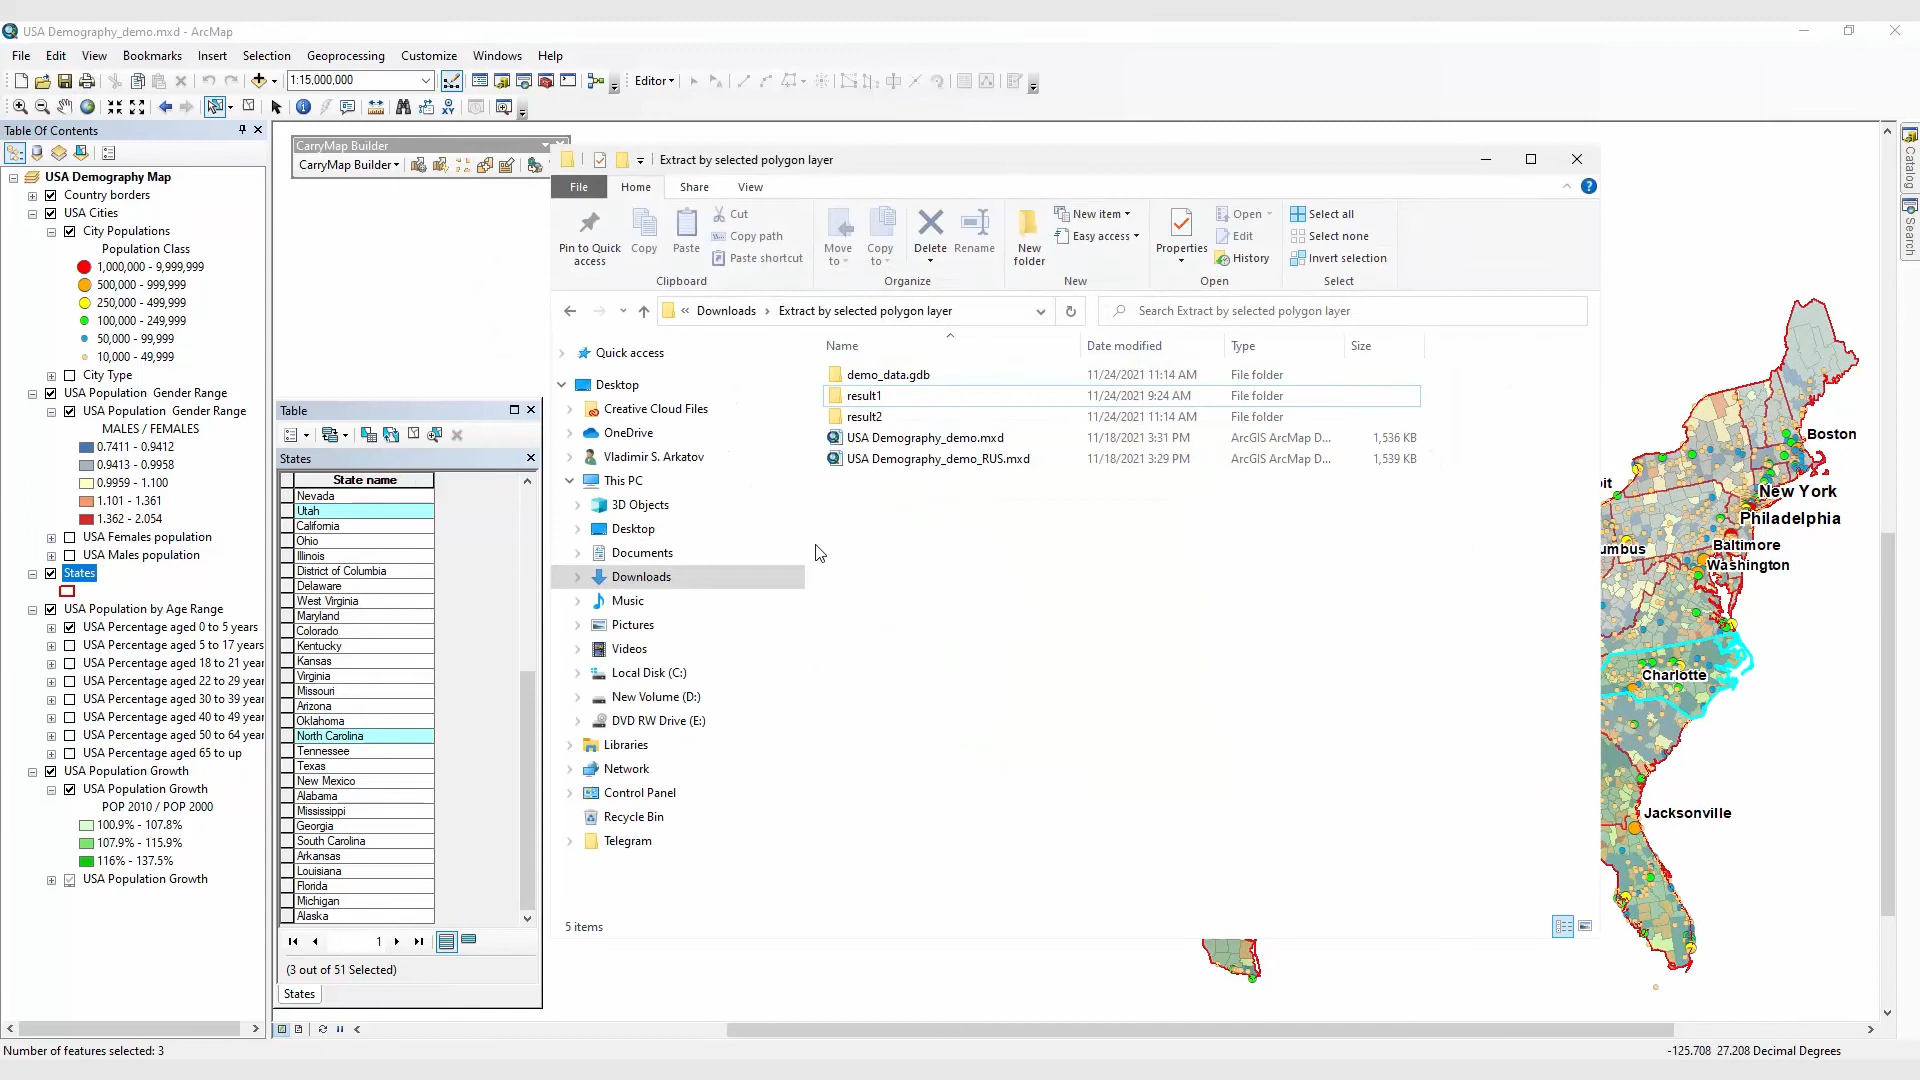 USA Demography_demo.mxd - ArcMap
File Edit View Bookmarks Insert Selection Geoprocessing Customize Windows Help
1:15,000,000
Editor
Table Of Contents
USA Demography Map
Country borders
USA Cities
City Populations
Population Class
1,000,000 - 9,999,999
500,000 - 999,999
250,000 - 499,999
100,000 - 249,999
50,000 - 99,999
10,000 - 49,999
City Type
USA Population Gender Range
USA Population Gender Range
MALES / FEMALES
0.7411 - 0.9412
0.9413 - 0.9958
0.9959 - 1.100
1.101 - 1.361
1.362 - 2.054
USA Females population
USA Males population
States
USA Population by Age Range
USA Percentage aged 0 to 5 years
USA Percentage aged 5 to 17 years
USA Percentage aged 18 to 21 year
USA Percentage aged 22 to 29 year
USA Percentage aged 30 to 39 year
USA Percentage aged 40 to 49 year
USA Percentage aged 50 to 64 year
USA Percentage aged 65 to up
USA Population Growth
USA Population Growth
POP 2010 / POP 2000
100.9% - 107.8%
107.9% - 115.9%
116% - 137.5%
USA Population Growth
CarryMap Builder
CarryMap Builder
Table
States
State name
Nevada
Utah
California
Ohio
Illinois
District of Columbia
Delaware
West Virginia
Maryland
Colorado
Kentucky
Kansas
Virginia
Missouri
Arizona
Oklahoma
North Carolina
Tennessee
Texas
New Mexico
Alabama
Mississippi
Georgia
South Carolina
Arkansas
Louisiana
Florida
Michigan
Alaska
1
(3 out of 51 Selected)
States
Extract by selected polygon layer
File Home Share View
Pin to Quick access
Copy
Paste
Cut
Copy path
Paste shortcut
Clipboard
Move to
Copy to
Delete
Rename
Organize
New folder
New item
Easy access
New
Properties
Open
Edit
History
Open
Select all
Select none
Invert selection
Select
« Downloads › Extract by selected polygon layer
Search Extract by selected polygon layer
Name Date modified Type Size
demo_data.gdb 11/24/2021 11:14 AM File folder
result1 11/24/2021 9:24 AM File folder
result2 11/24/2021 11:14 AM File folder
USA Demography_demo.mxd 11/18/2021 3:31 PM ArcGIS ArcMap D... 1,536 KB
USA Demography_demo_RUS.mxd 11/18/2021 3:29 PM ArcGIS ArcMap D... 1,539 KB
Quick access
Desktop
Creative Cloud Files
OneDrive
Vladimir S. Arkatov
This PC
3D Objects
Desktop
Documents
Downloads
Music
Pictures
Videos
Local Disk (C:)
New Volume (D:)
DVD RW Drive (E:)
Libraries
Network
Control Panel
Recycle Bin
Telegram
5 items
Boston
it
New York
Philadelphia
umbus
Baltimore
Washington
Charlotte
Jacksonville
Catalog
Search
Number of features selected: 3
-125.708 27.208 Decimal Degrees